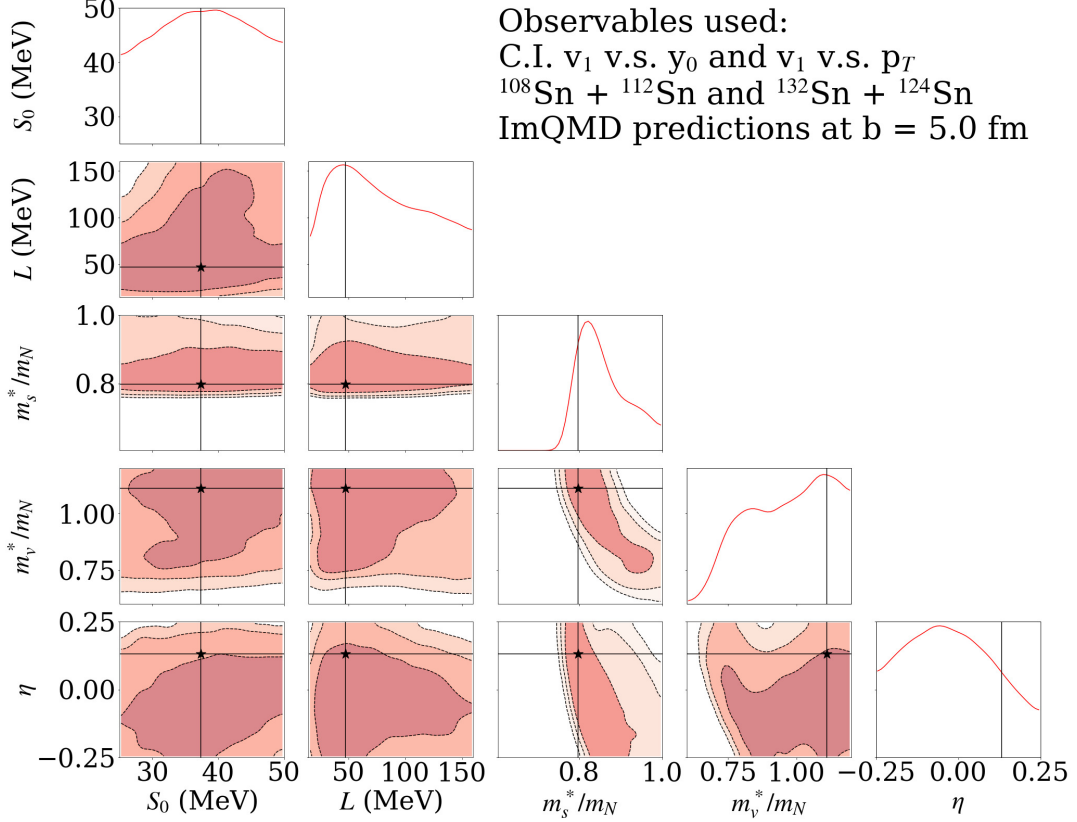 Observables used:
C.I. v₁ v.s. y₀ and v₁ v.s. p_T
¹⁰⁸Sn + ¹¹²Sn and ¹³²Sn + ¹²⁴Sn
ImQMD predictions at b = 5.0 fm
S₀ (MeV)
50
40
30
L (MeV)
150
100
50
m*_s/m_N
1.0
0.8
m*_v/m_N
1.00
0.75
η
0.25
0.00
−0.25
30 40 50
50 100 150
0.8 1.0
0.75 1.00
−0.25 0.00 0.25
S₀ (MeV)
L (MeV)
m*_s/m_N
m*_v/m_N
η